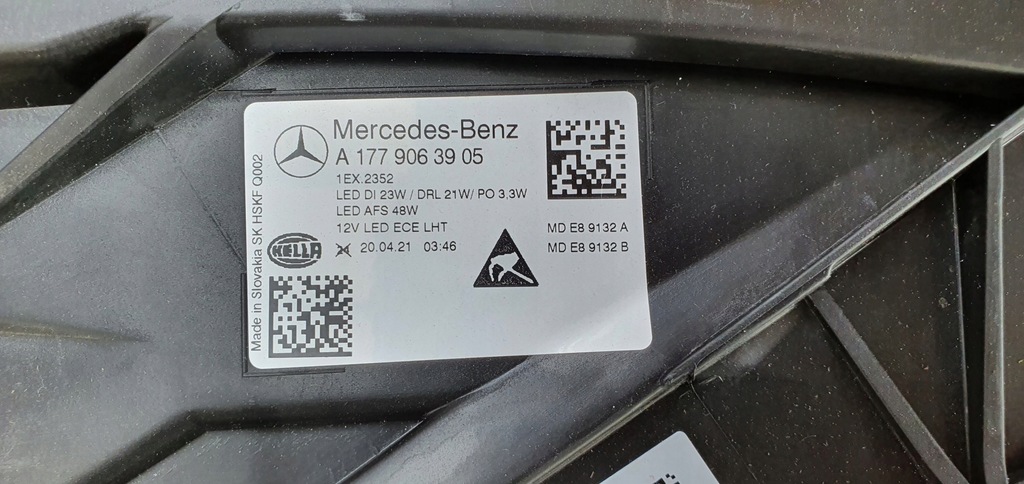 Mercedes-Benz
A 177 906 39 05
1EX.2352
LED DI 23W / DRL 21W/ PO 3,3W
LED AFS 48W
12V LED ECE LHT
20.04.21 03:46
MD E8 9132 A
MD E8 9132 B
HELLA
Made in Slovakia SK HSKF Q002